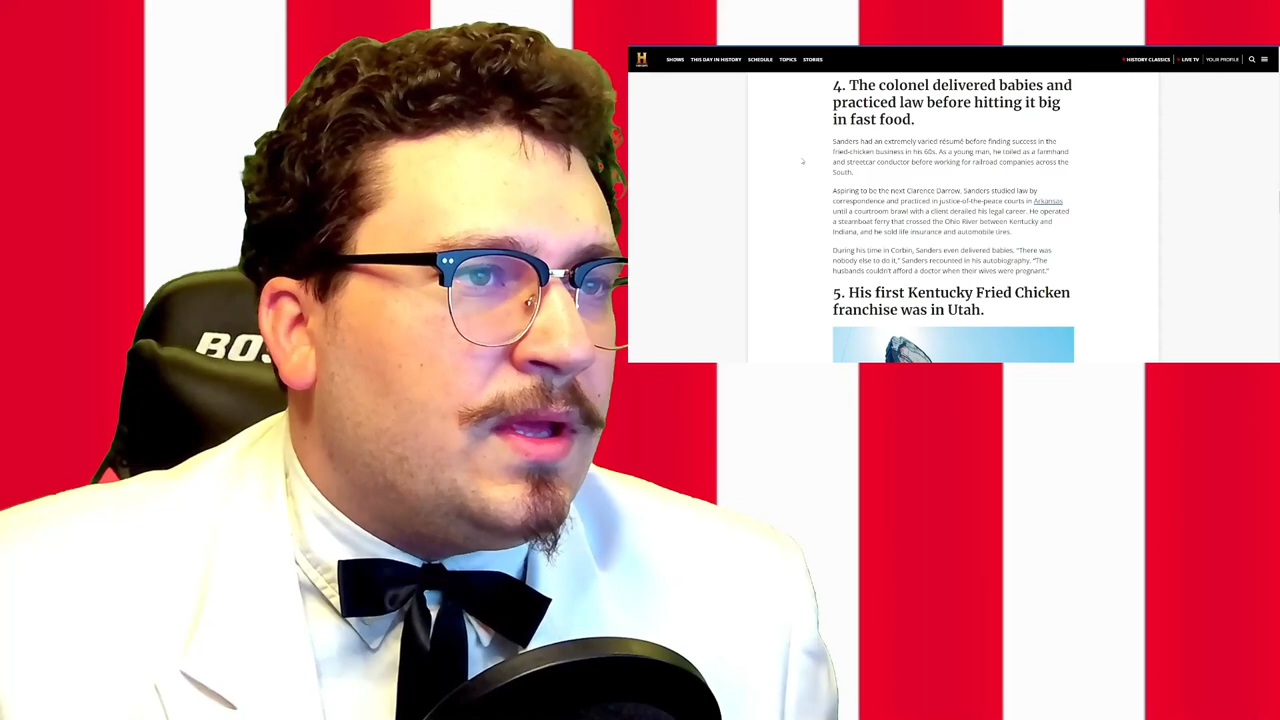 BOS
H
HISTORY
SHOWS THIS DAY IN HISTORY SCHEDULE TOPICS STORIES
HISTORY CLASSICS LIVE TV YOUR PROFILE
4. The colonel delivered babies and
practiced law before hitting it big
in fast food.
Sanders had an extremely varied résumé before finding success in the
fried-chicken business in his 60s. As a young man, he toiled as a farmhand
and streetcar conductor before working for railroad companies across the
South.
Aspiring to be the next Clarence Darrow, Sanders studied law by
correspondence and practiced in justice-of-the-peace courts in Arkansas
until a courtroom brawl with a client derailed his legal career. He operated
a steamboat ferry that crossed the Ohio River between Kentucky and
Indiana, and he sold life insurance and automobile tires.
During his time in Corbin, Sanders even delivered babies. "There was
nobody else to do it," Sanders recounted in his autobiography. "The
husbands couldn't afford a doctor when their wives were pregnant."
5. His first Kentucky Fried Chicken
franchise was in Utah.